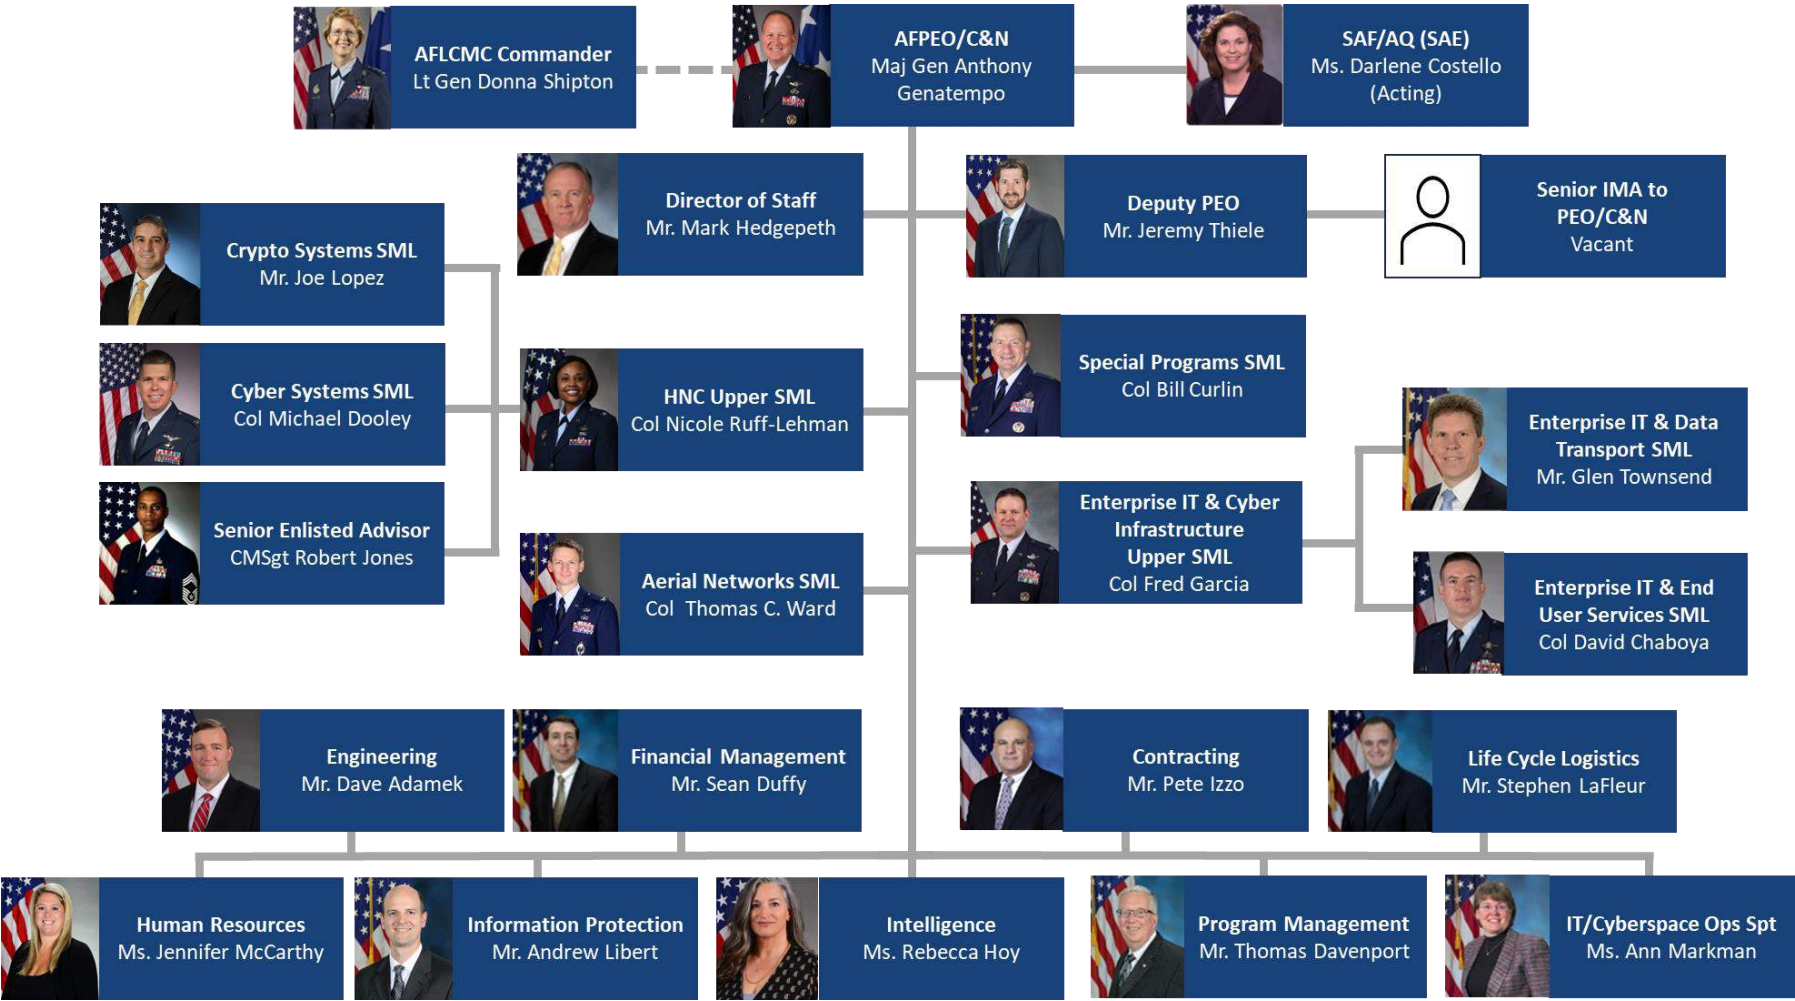 AFLCMC Commander
Lt Gen Donna Shipton
AFPEO/C&N
Maj Gen Anthony
Genatempo
SAF/AQ (SAE)
Ms. Darlene Costello
(Acting)
Director of Staff
Mr. Mark Hedgepeth
Deputy PEO
Mr. Jeremy Thiele
Senior IMA to
PEO/C&N
Vacant
Crypto Systems SML
Mr. Joe Lopez
Cyber Systems SML
Col Michael Dooley
Senior Enlisted Advisor
CMSgt Robert Jones
HNC Upper SML
Col Nicole Ruff-Lehman
Aerial Networks SML
Col Thomas C. Ward
Special Programs SML
Col Bill Curlin
Enterprise IT & Cyber
Infrastructure
Upper SML
Col Fred Garcia
Enterprise IT & Data
Transport SML
Mr. Glen Townsend
Enterprise IT & End
User Services SML
Col David Chaboya
Engineering
Mr. Dave Adamek
Financial Management
Mr. Sean Duffy
Contracting
Mr. Pete Izzo
Life Cycle Logistics
Mr. Stephen LaFleur
Human Resources
Ms. Jennifer McCarthy
Information Protection
Mr. Andrew Libert
Intelligence
Ms. Rebecca Hoy
Program Management
Mr. Thomas Davenport
IT/Cyberspace Ops Spt
Ms. Ann Markman